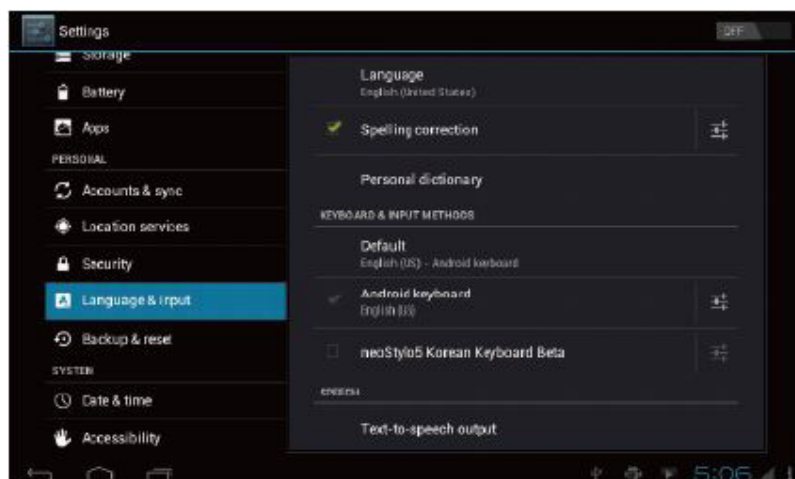 Settings
OFF
Storage
Battery
Apps
PERSONAL
Accounts & sync
Location services
Security
Language & input
Backup & reset
SYSTEM
Date & time
Accessibility
Language
English (United States)
Spelling correction
Personal dictionary
KEYBOARD & INPUT METHODS
Default
English (US) - Android keyboard
Android keyboard
English (US)
neoStylo5 Korean Keyboard Beta
SPEECH
Text-to-speech output
5:06